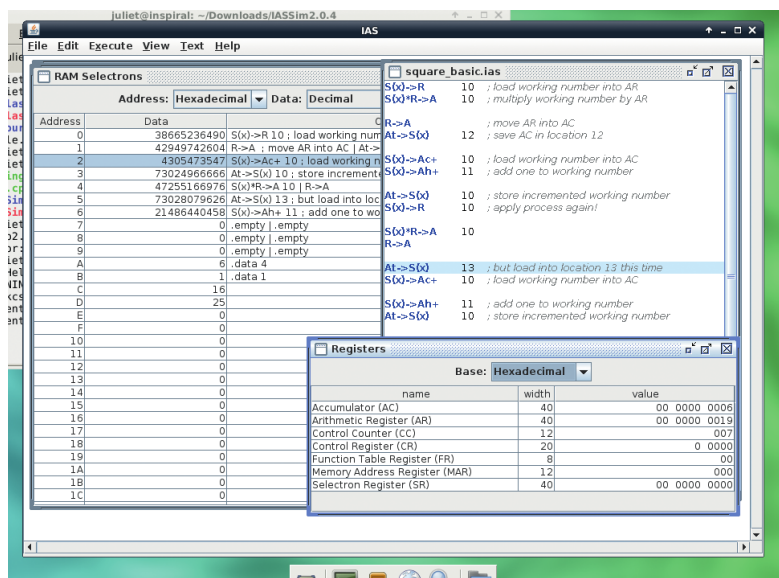 juliet@inspiral: ~/Downloads/IASSim2.0.4
IAS
File Edit Execute View Text Help
RAM Selectrons
Address: Hexadecimal Data: Decimal
Address Data
0 38665236490 S(x)->R 10 ; load working num
1 42949742604 R->A ; move AR into AC | At->
2 4305473547 S(x)->Ac+ 10 ; load working n
3 73024966666 At->S(x) 10 ; store increment
4 47255166976 S(x)*R->A 10 | R->A
5 73028079626 At->S(x) 13 ; but load into loc
6 21486440458 S(x)->Ah+ 11 ; add one to wo
7 0 .empty | .empty
8 0 .empty | .empty
9 0 .empty | .empty
A 6 .data 4
B 1 .data 1
C 16
D 25
E 0
F 0
10 0
11 0
12 0
13 0
14 0
15 0
16 0
17 0
18 0
19 0
1A 0
1B 0
1C 0
square_basic.ias
S(x)->R 10 ; load working number into AR
S(x)*R->A 10 ; multiply working number by AR
R->A ; move AR into AC
At->S(x) 12 ; save AC in location 12
S(x)->Ac+ 10 ; load working number into AC
S(x)->Ah+ 11 ; add one to working number
At->S(x) 10 ; store incremented working number
S(x)->R 10 ; apply process again!
S(x)*R->A 10
R->A
At->S(x) 13 ; but load into location 13 this time
S(x)->Ac+ 10 ; load working number into AC
S(x)->Ah+ 11 ; add one to working number
At->S(x) 10 ; store incremented working number
Registers
Base: Hexadecimal
name width value
Accumulator (AC) 40 00 0000 0006
Arithmetic Register (AR) 40 00 0000 0019
Control Counter (CC) 12 007
Control Register (CR) 20 0 0000
Function Table Register (FR) 8 00
Memory Address Register (MAR) 12 000
Selectron Register (SR) 40 00 0000 0000